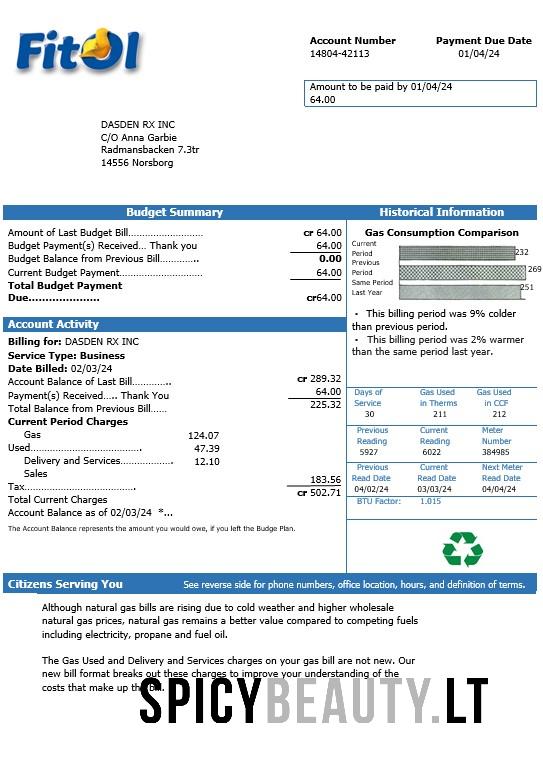 FitOl
Account Number
14804-42113
Payment Due Date
01/04/24
Amount to be paid by 01/04/24
64.00
DASDEN RX INC
C/O Anna Garbie
Radmansbacken 7.3tr
14556 Norsborg
Budget Summary
Amount of Last Budget Bill........................ cr 64.00
Budget Payment(s) Received... Thank you 64.00
Budget Balance from Previous Bill............. 0.00
Current Budget Payment........................... 64.00
Total Budget Payment
Due..................... cr64.00
Account Activity
Billing for: DASDEN RX INC
Service Type: Business
Date Billed: 02/03/24
Account Balance of Last Bill............. cr 289.32
Payment(s) Received.... Thank You 64.00
Total Balance from Previous Bill...... 225.32
Current Period Charges
Gas 124.07
Used............................................. 47.39
Delivery and Services................... 12.10
Sales
Tax..................................... 183.56
Total Current Charges cr 502.71
Account Balance as of 02/03/24 *...
The Account Balance represents the amount you would owe, if you left the Budge Plan.
Historical Information
Gas Consumption Comparison
Current
Period 232
Previous
Period 269
Same Period
Last Year 251
- This billing period was 9% colder
than previous period.
- This billing period was 2% warmer
than the same period last year.
Days of Gas Used Gas Used
Service in Therms in CCF
30 211 212
Previous Current Meter
Reading Reading Number
5927 6022 384985
Previous Current Next Meter
Read Date Read Date Read Date
04/02/24 03/03/24 04/04/24
BTU Factor: 1.015
Citizens Serving You See reverse side for phone numbers, office location, hours, and definition of terms.
Although natural gas bills are rising due to cold weather and higher wholesale
natural gas prices, natural gas remains a better value compared to competing fuels
including electricity, propane and fuel oil.
The Gas Used and Delivery and Services charges on your gas bill are not new. Our
new bill format breaks out these charges to improve your understanding of the
costs that make up the bill.
SPICYBEAUTY.LT